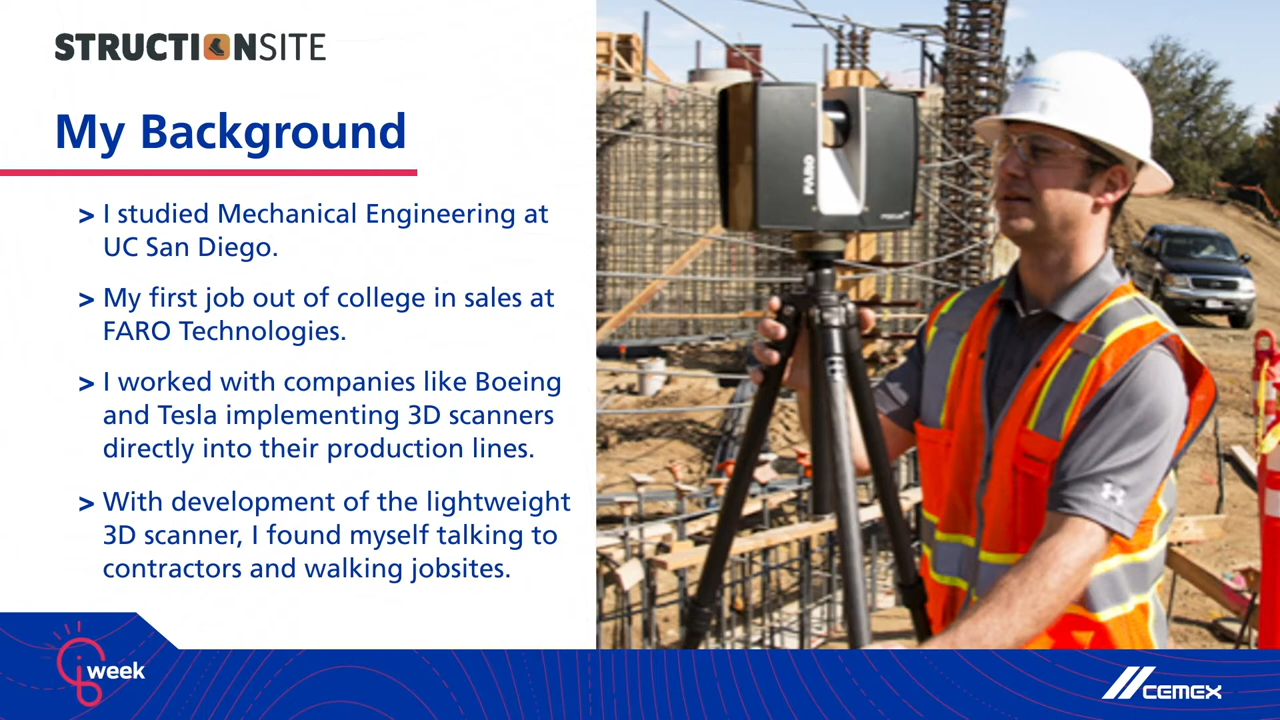 STRUCTIONSITE
My Background
> I studied Mechanical Engineering at
UC San Diego.
> My first job out of college in sales at
FARO Technologies.
> I worked with companies like Boeing
and Tesla implementing 3D scanners
directly into their production lines.
> With development of the lightweight
3D scanner, I found myself talking to
contractors and walking jobsites.
FARO
iweek
CEMEX